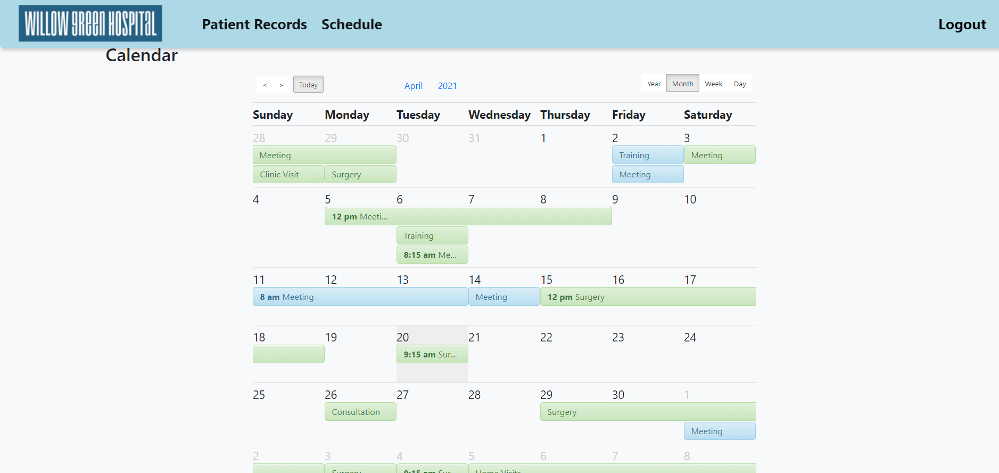 WILLOW GREEN HOSPITAL
Patient Records Schedule Logout
Calendar
< > Today April 2021 Year Month Week Day
Sunday Monday Tuesday Wednesday Thursday Friday Saturday
28 29 30 31 1 2 3
Meeting Training Meeting
Clinic Visit Surgery Meeting
4 5 6 7 8 9 10
12 pm Meeti...
Training
8:15 am Me...
11 12 13 14 15 16 17
8 am Meeting Meeting 12 pm Surgery
18 19 20 21 22 23 24
9:15 am Sur...
25 26 27 28 29 30 1
Consultation Surgery
Meeting
2 3 4 5 6 7 8
Surgery 9:15 am Sur Home Visits